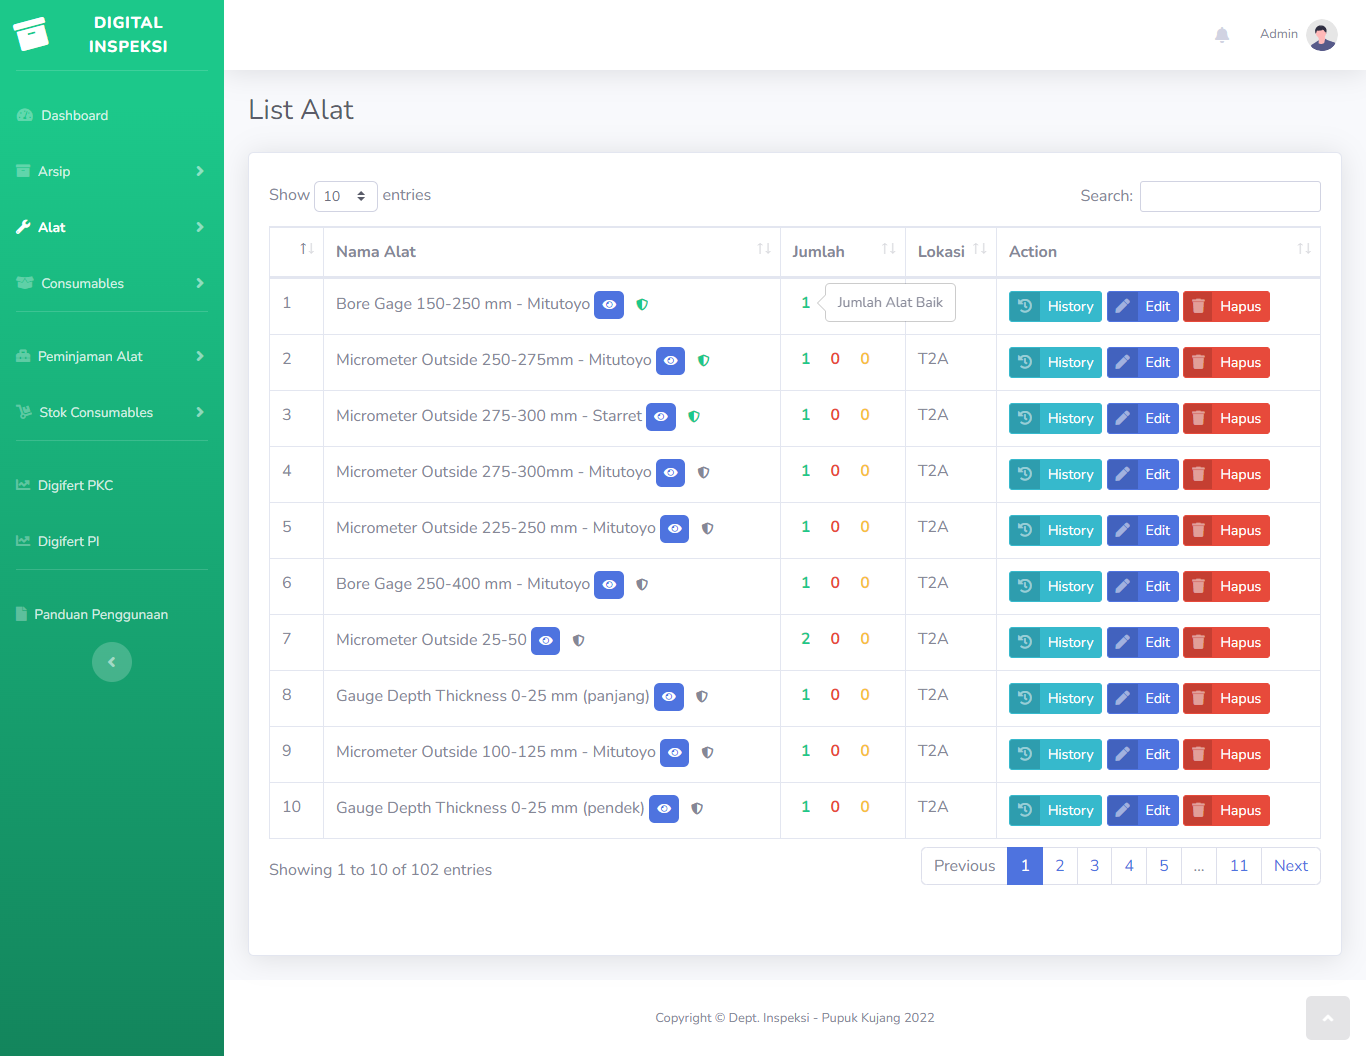 DIGITAL
INSPEKSI
Admin
Dashboard
Arsip
Alat
Consumables
Peminjaman Alat
Stok Consumables
Digifert PKC
Digifert PI
Panduan Penggunaan
List Alat
Show 10 entries
Search:
Nama Alat Jumlah Lokasi Action
1 Bore Gage 150-250 mm - Mitutoyo 1 Jumlah Alat Baik History Edit Hapus
2 Micrometer Outside 250-275mm - Mitutoyo 1 0 0 T2A History Edit Hapus
3 Micrometer Outside 275-300 mm - Starret 1 0 0 T2A History Edit Hapus
4 Micrometer Outside 275-300mm - Mitutoyo 1 0 0 T2A History Edit Hapus
5 Micrometer Outside 225-250 mm - Mitutoyo 1 0 0 T2A History Edit Hapus
6 Bore Gage 250-400 mm - Mitutoyo 1 0 0 T2A History Edit Hapus
7 Micrometer Outside 25-50 2 0 0 T2A History Edit Hapus
8 Gauge Depth Thickness 0-25 mm (panjang) 1 0 0 T2A History Edit Hapus
9 Micrometer Outside 100-125 mm - Mitutoyo 1 0 0 T2A History Edit Hapus
10 Gauge Depth Thickness 0-25 mm (pendek) 1 0 0 T2A History Edit Hapus
Showing 1 to 10 of 102 entries
Previous 1 2 3 4 5 ... 11 Next
Copyright © Dept. Inspeksi - Pupuk Kujang 2022